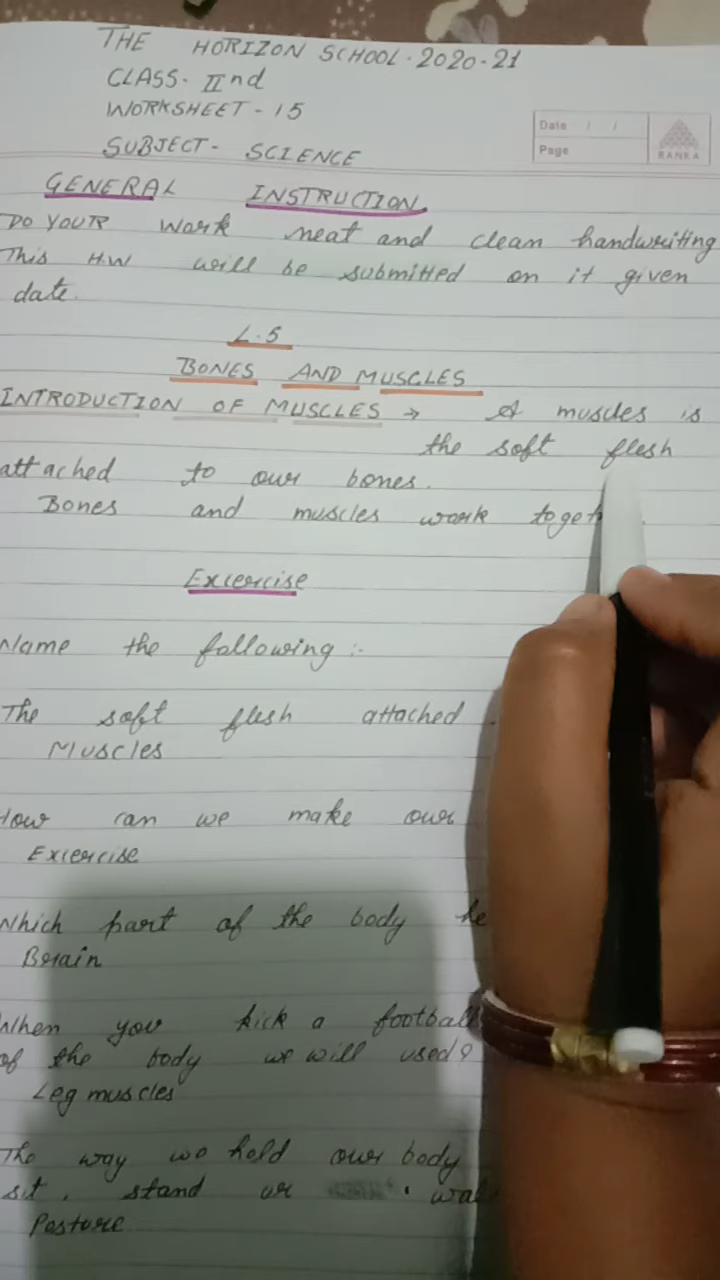 THE HORIZON SCHOOL. 2020-21
CLASS- IInd
WORKSHEET - 15
SUBJECT- SCIENCE
Date / /
Page
RANKA
GENERAL INSTRUCTION
DO YOUR Work neat and clean handwriting
This H.W will be submitted on it given
date.
L.5
BONES AND MUSCLES
INTRODUCTION OF MUSCLES → A muscles is
the soft flesh
attached to our bones.
Bones and muscles work
Excercise
Name the following :-
The soft flesh attached
Muscles
How can we make our
Excercise
Which part of the body
Brain
When you kick a football
of the body we will used?
Leg muscles
The way we hold our body
sit, stand or
Posture